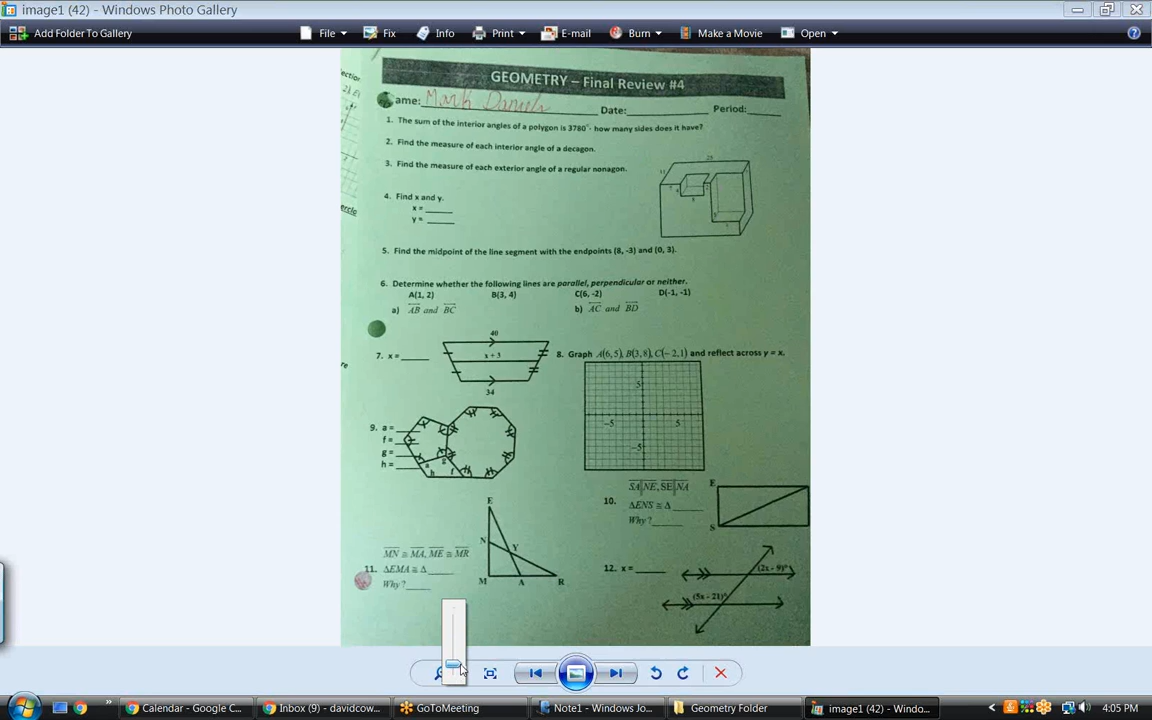 image1 (42) - Windows Photo Gallery
Add Folder To Gallery
File
Fix
Info
Print
E-mail
Burn
Make a Movie
Open
GEOMETRY – Final Review #4
ame: Mark Daniels
Date:
Period:
1. The sum of the interior angles of a polygon is 3780°- how many sides does it have?
2. Find the measure of each interior angle of a decagon.
3. Find the measure of each exterior angle of a regular nonagon.
4. Find x and y.
x =
y =
5. Find the midpoint of the line segment with the endpoints (8, -3) and (0, 3).
6. Determine whether the following lines are parallel, perpendicular or neither.
A(1, 2) B(3, 4) C(6, -2) D(-1, -1)
a) AB and BC b) AC and BD
7. x =
40
x + 3
34
8. Graph A(6,5), B(3,8), C(-2,1) and reflect across y = x.
5
-5 5
-5
9. a =
f =
g =
h =
a g
h f
10. SA∥NE, SE∥NA
ΔENS ≅ Δ
Why?
E
S
MN ≅ MA, ME ≅ MR
11. ΔEMA ≅ Δ
Why?
E
N
Y
M A R
12. x =
(2x - 9)°
(5x - 21)°
Calendar - Google C...
Inbox (9) - davidcow...
GoToMeeting
Note1 - Windows Jo...
Geometry Folder
image1 (42) - Windo...
4:05 PM